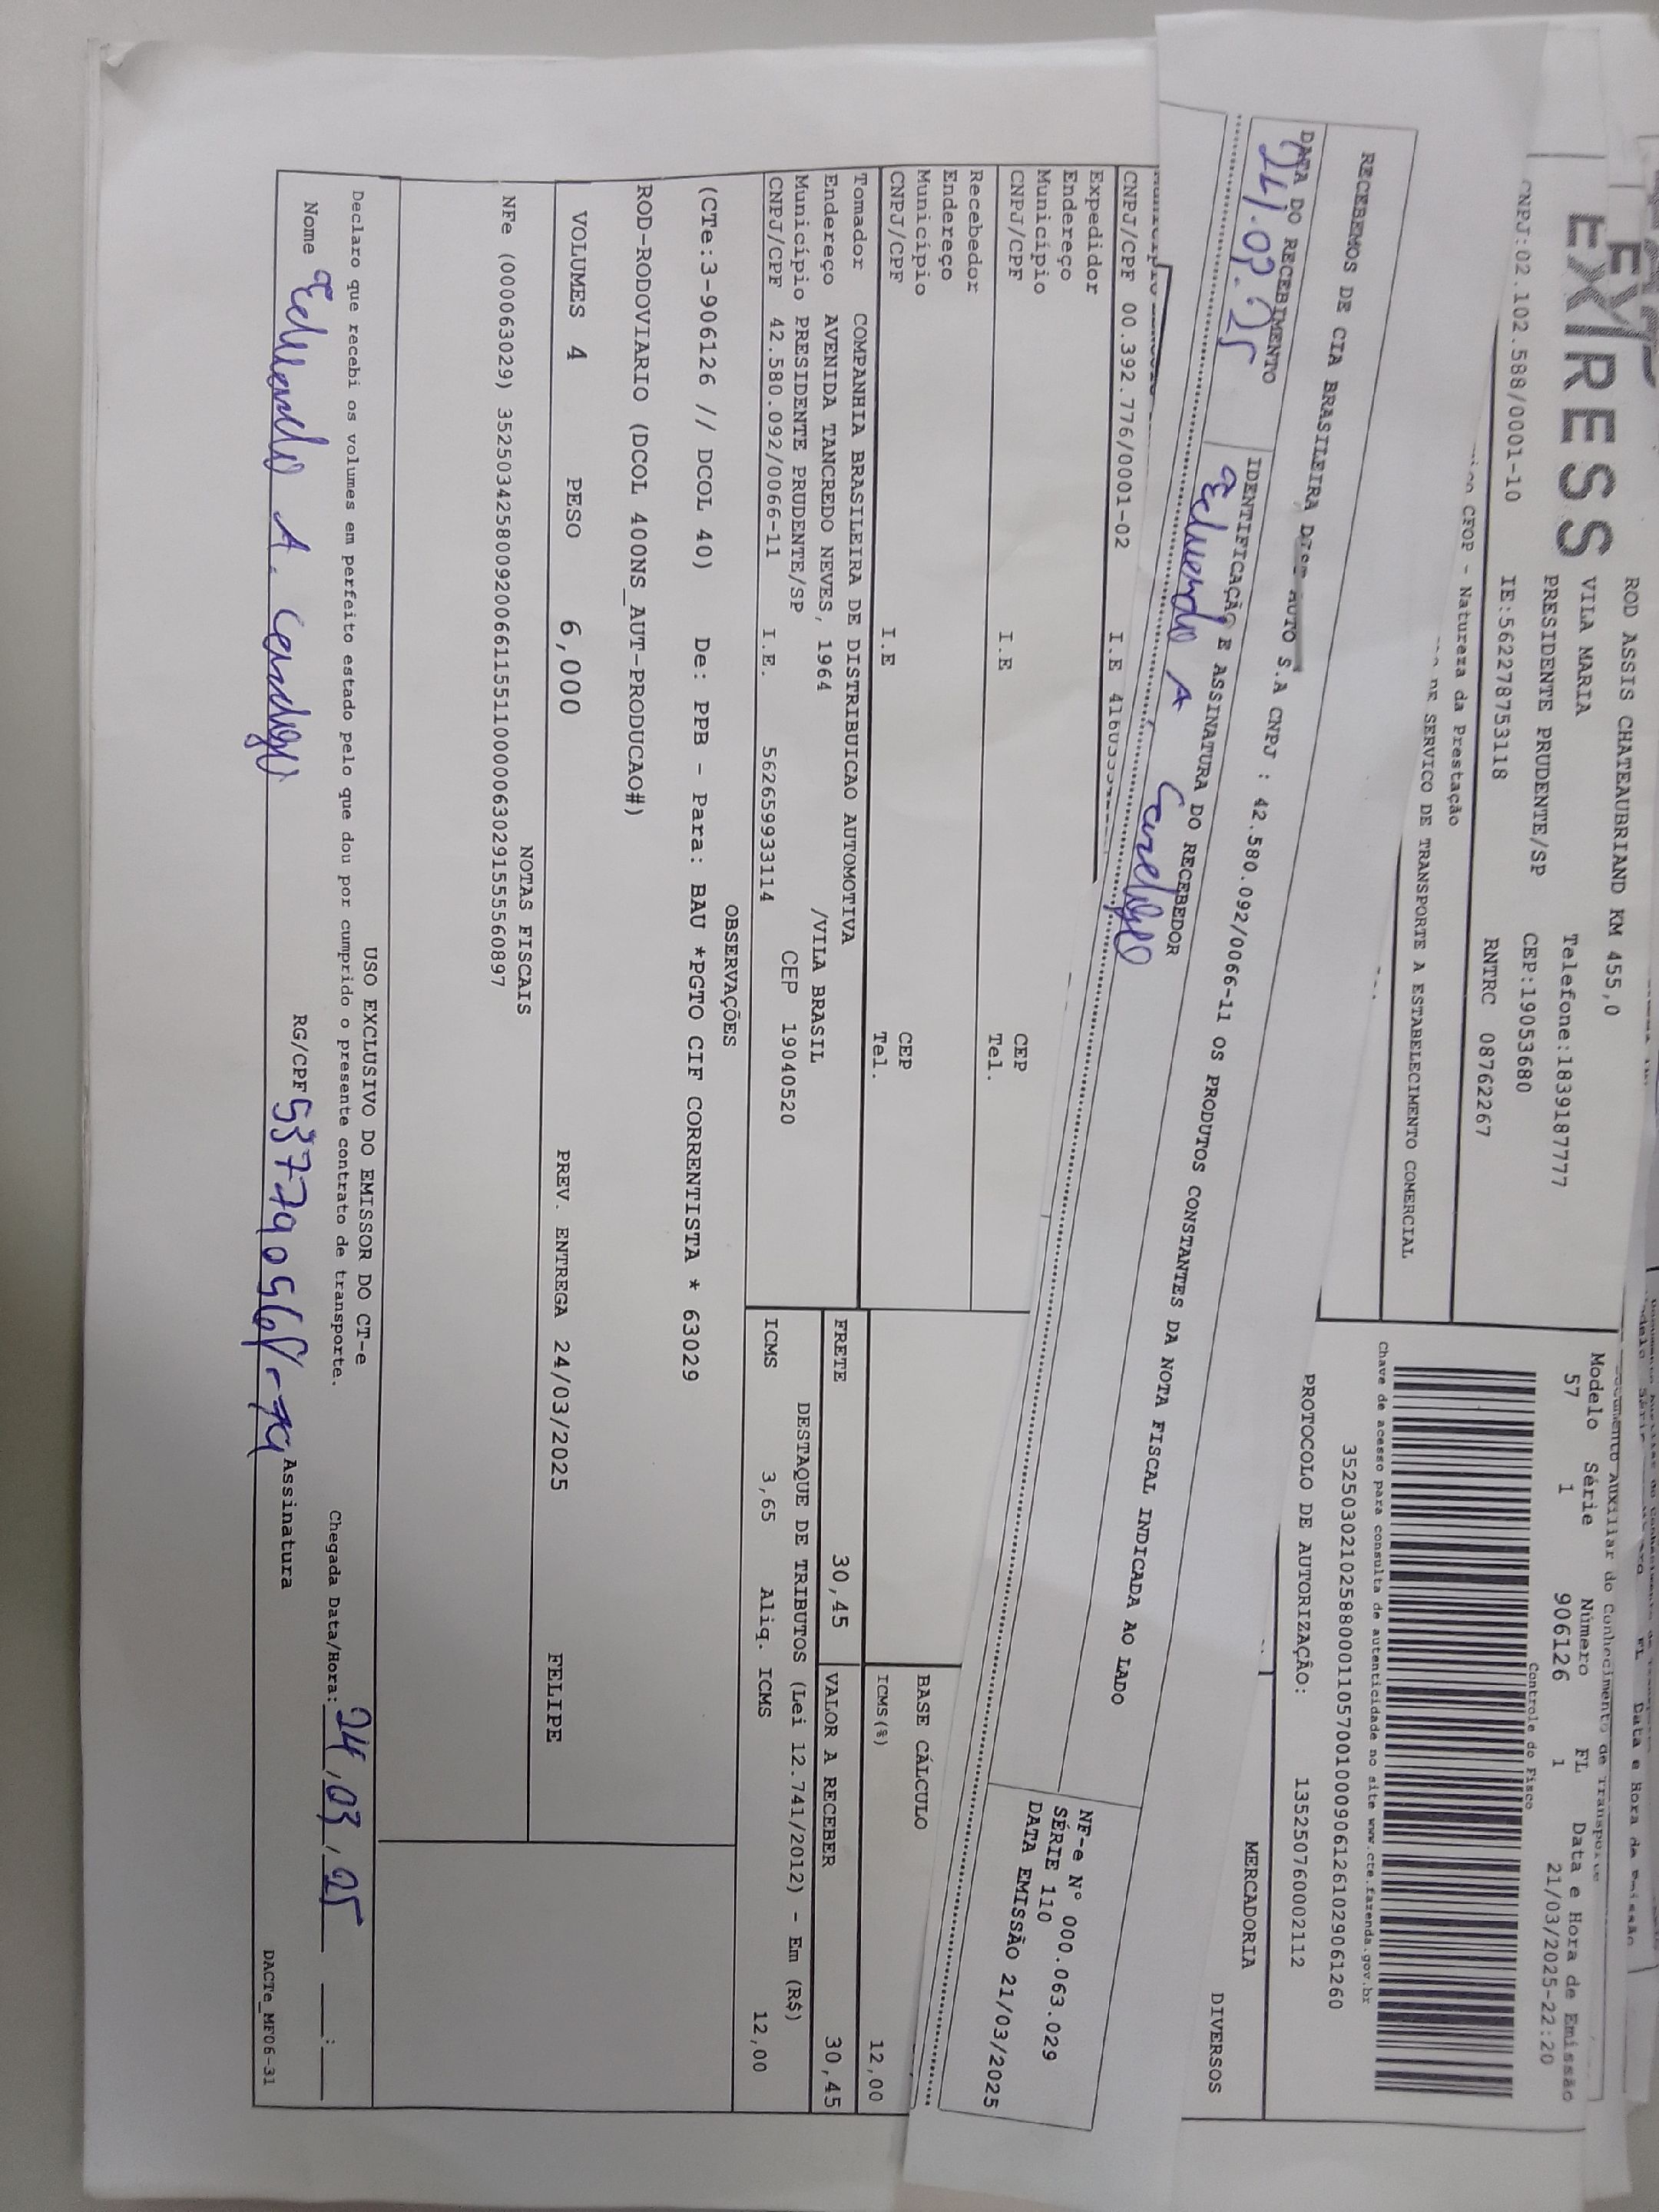 EXPRESS
ROD ASSIS CHATEAUBRIAND KM 455,0
VILA MARIA
Telefone:1839187777
PRESIDENTE PRUDENTE/SP
CEP:19053680
CNPJ:02.102.588/0001-10
IE:562278753118
RNTRC 08762267
CFOP - Natureza da Prestação
DE SERVICO DE TRANSPORTE A ESTABELECIMENTO COMERCIAL
Auxiliar do Conhecimento de Transporte
Modelo Série Número FL Data e Hora de Emissão
57 1 906126 1 21/03/2025-22:20
Controle do Fisco
Chave de acesso para consulta de autenticidade no site www.cte.fazenda.gov.br
35250302102588000110570010009061261029061260
PROTOCOLO DE AUTORIZAÇÃO: 135250760002112
MERCADORIA
DIVERSOS
RECEBEMOS DE CIA BRASILEIRA AUTO S.A CNPJ : 42.580.092/0066-11 OS PRODUTOS CONSTANTES DA NOTA FISCAL INDICADA AO LADO
DATA DO RECEBIMENTO
IDENTIFICAÇÃO E ASSINATURA DO RECEBEDOR
NF-e N° 000.063.029
SÉRIE 110
DATA EMISSÃO 21/03/2025
CNPJ/CPF 00.392.776/0001-02 I.E
Expedidor
Endereço
Município CEP
CNPJ/CPF I.E Tel.
Recebedor
Endereço
Município CEP
CNPJ/CPF I.E Tel.
BASE CÁLCULO
ICMS(%) 12,00
Tomador COMPANHIA BRASILEIRA DE DISTRIBUICAO AUTOMOTIVA
Endereço AVENIDA TANCREDO NEVES, 1964 /VILA BRASIL
Município PRESIDENTE PRUDENTE/SP CEP 19040520
CNPJ/CPF 42.580.092/0066-11 I.E. 562659933114
FRETE 30,45 VALOR A RECEBER 30,45
DESTAQUE DE TRIBUTOS (Lei 12.741/2012) - Em (R$)
ICMS 3,65 Aliq. ICMS 12,00
OBSERVAÇÕES
(CTe:3-906126 // DCOL 40) De: PPB - Para: BAU *PGTO CIF CORRENTISTA * 63029
ROD-RODOVIARIO (DCOL 400NS_AUT-PRODUCAO#)
VOLUMES 4 PESO 6,000 PREV. ENTREGA 24/03/2025 FELIPE
NOTAS FISCAIS
NFe (000063029) 35250342580092006611551100000630291555560897
USO EXCLUSIVO DO EMISSOR DO CT-e
Declaro que recebi os volumes em perfeito estado pelo que dou por cumprido o presente contrato de transporte.
Chegada Data/Hora: 24,03,25 :
Nome A. RG/CPF Assinatura
DACTe_MF06-31